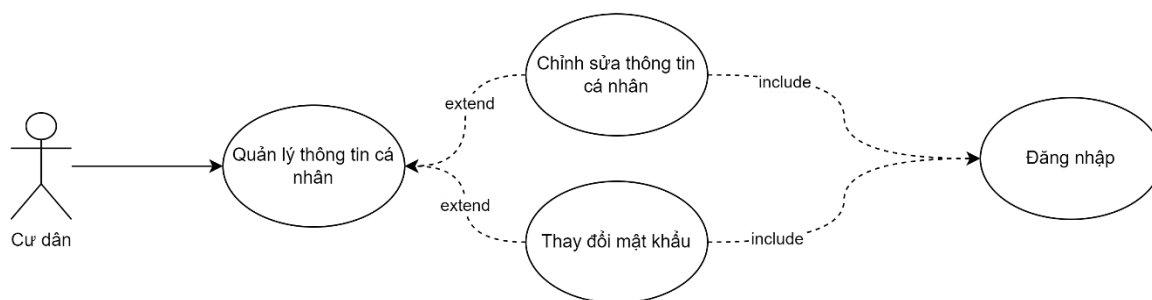 Chỉnh sửa thông tin
cá nhân
include
extend
Quản lý thông tin cá
nhân
Đăng nhập
extend
Thay đổi mật khẩu
include
Cư dân